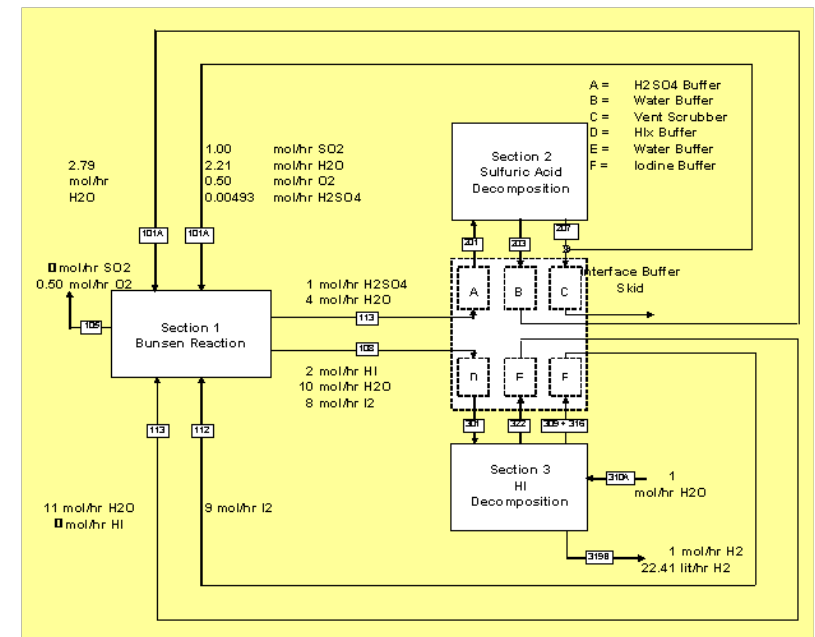 A = H2SO4 Buffer
B = Water Buffer
C = Vent Scrubber
D = HIx Buffer
E = Water Buffer
F = Iodine Buffer
2.79
mol/hr
H2O
1.00 mol/hr SO2
2.21 mol/hr H2O
0.50 mol/hr O2
0.00493 mol/hr H2SO4
Section 2
Sulfuric Acid
Decomposition
101A
101A
201
203
207
0 mol/hr SO2
0.50 mol/hr O2
105
Section 1
Bunsen Reaction
1 mol/hr H2SO4
4 mol/hr H2O
113
108
2 mol/hr HI
10 mol/hr H2O
8 mol/hr I2
A
B
C
Interface Buffer
Skid
D
F
F
113
112
301
322
309 + 316
Section 3
HI
Decomposition
310A
1
mol/hr H2O
11 mol/hr H2O
0 mol/hr HI
9 mol/hr I2
319B
1 mol/hr H2
22.41 lit/hr H2